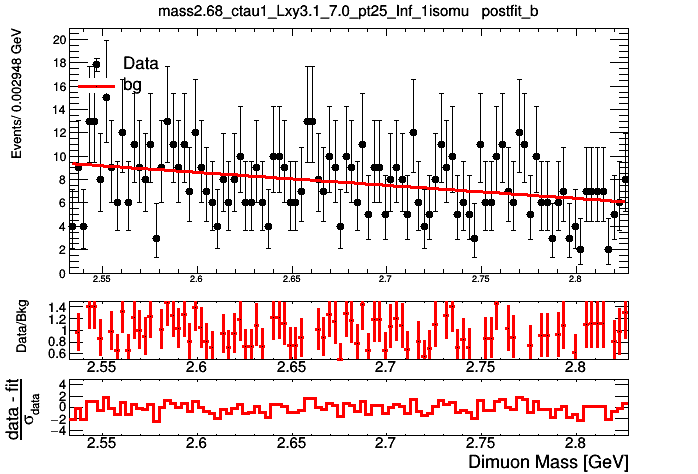 mass2.68_ctau1_Lxy3.1_7.0_pt25_Inf_1isomu postfit_b
Events/ 0.002948 GeV
20
18
16
14
12
10
8
6
4
2
0
Data
bg
2.55 2.6 2.65 2.7 2.75 2.8
Data/Bkg
1.4
1.2
1
0.8
0.6
2.55 2.6 2.65 2.7 2.75 2.8
data - fit
σdata
4
2
0
−2
−4
2.55 2.6 2.65 2.7 2.75 2.8
Dimuon Mass [GeV]